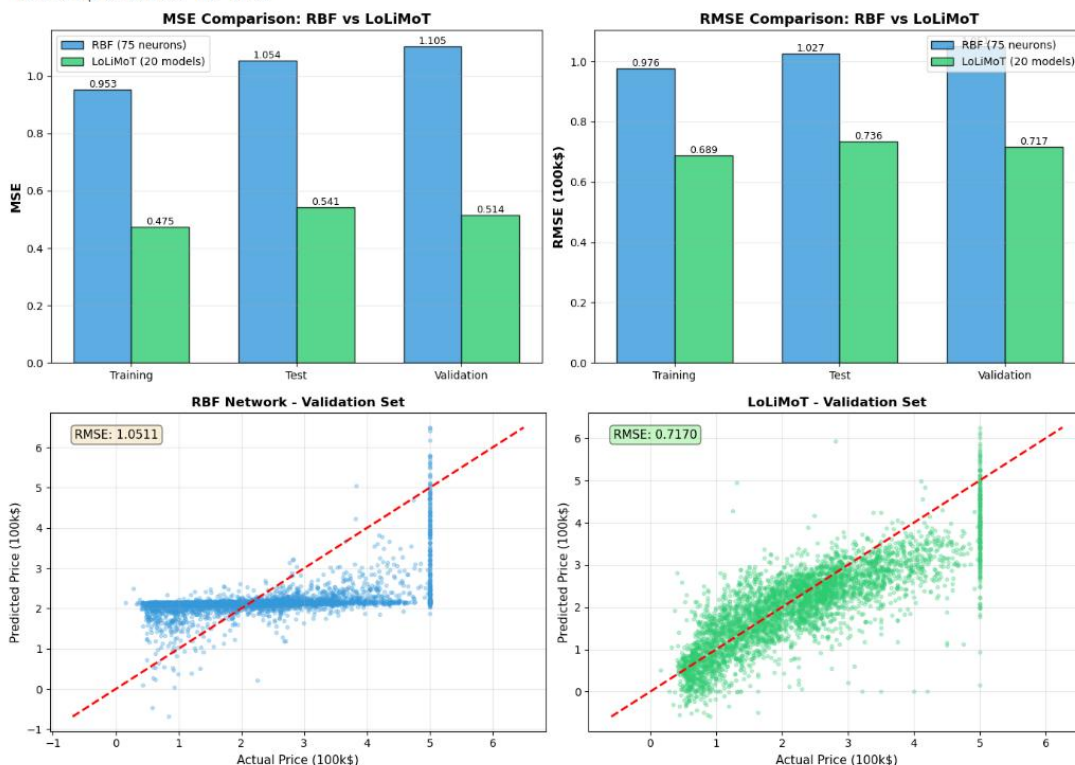 MSE Comparison: RBF vs LoLiMoT
RBF (75 neurons)
LoLiMoT (20 models)
MSE
1.0
0.8
0.6
0.4
0.2
0.0
0.953
0.475
1.054
0.541
1.105
0.514
Training
Test
Validation
RMSE Comparison: RBF vs LoLiMoT
RBF (75 neurons)
LoLiMoT (20 models)
RMSE (100k$)
1.0
0.8
0.6
0.4
0.2
0.0
0.976
0.689
1.027
0.736
0.717
Training
Test
Validation
RBF Network - Validation Set
RMSE: 1.0511
Predicted Price (100k$)
6
5
4
3
2
1
0
−1
−1
0
1
2
3
4
5
6
Actual Price (100k$)
LoLiMoT - Validation Set
RMSE: 0.7170
Predicted Price (100k$)
6
5
4
3
2
1
0
0
1
2
3
4
5
6
Actual Price (100k$)